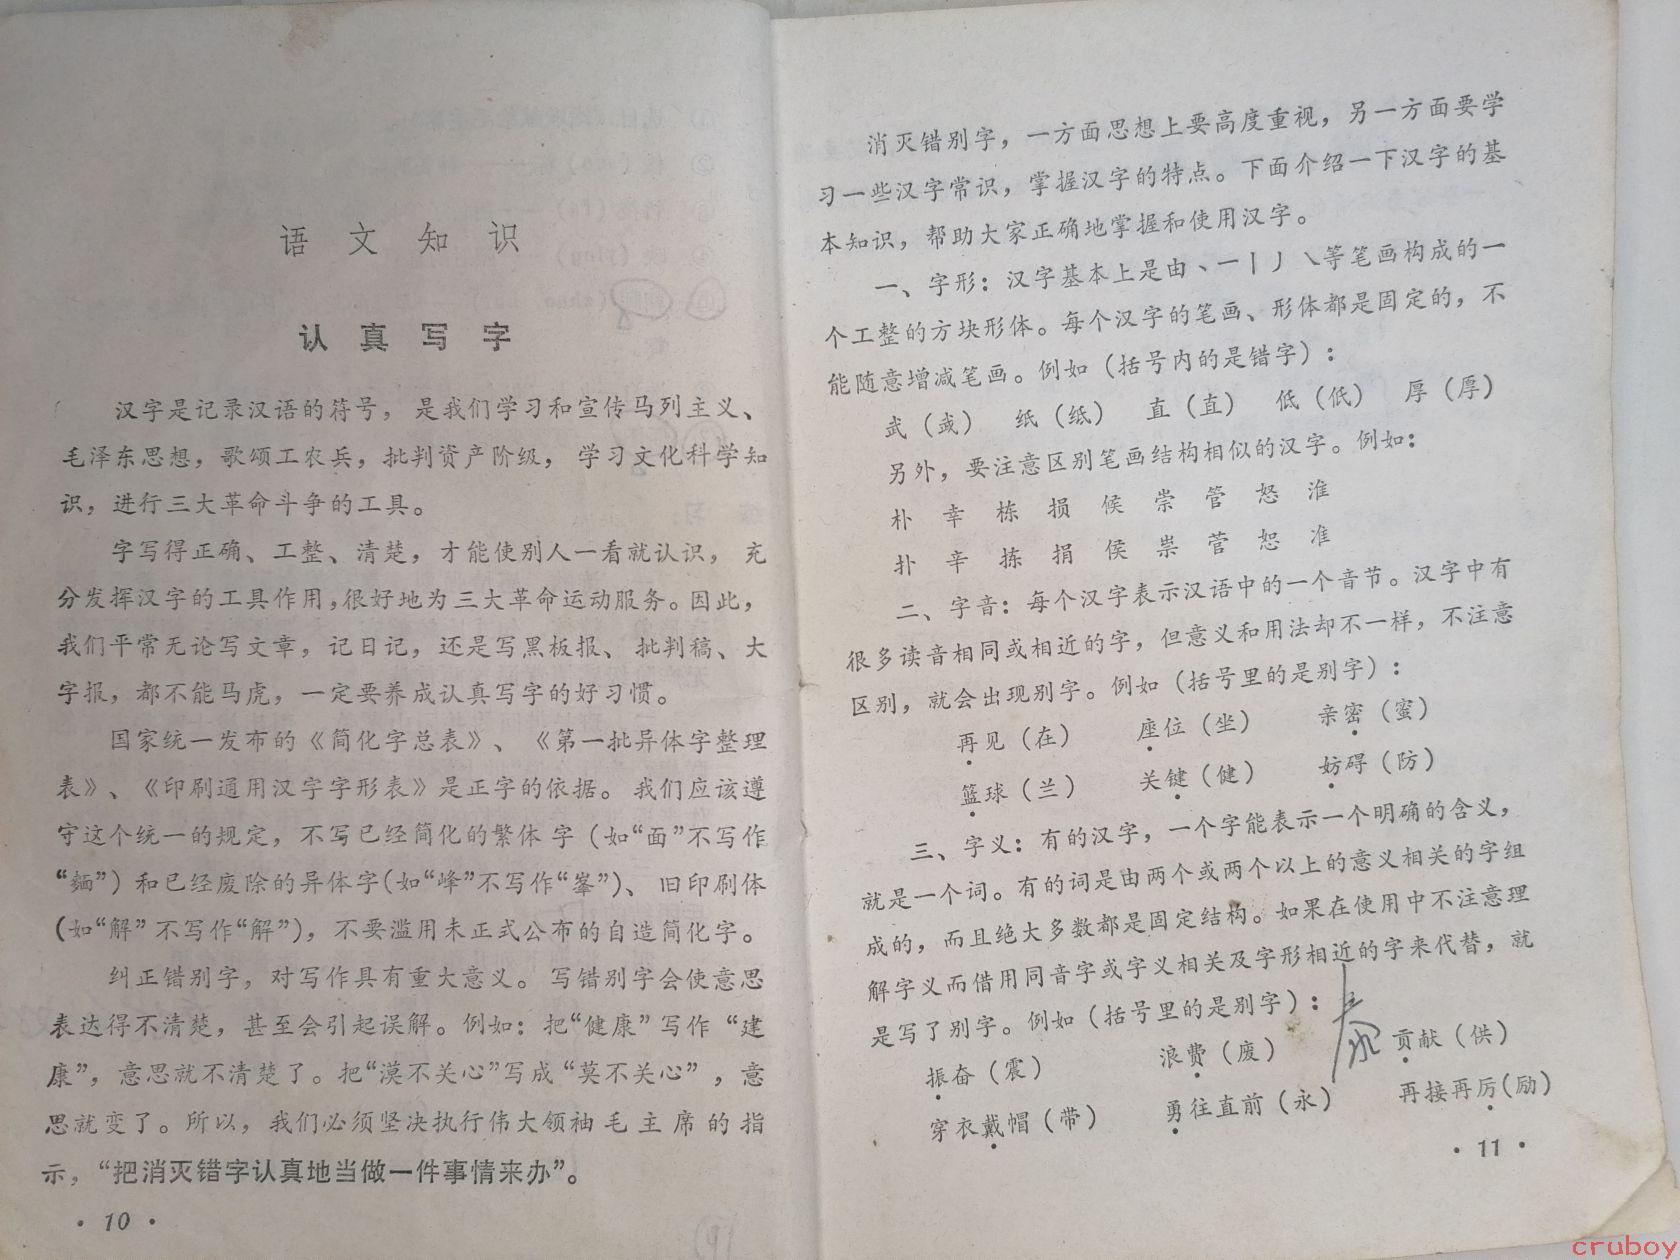 语文知识
认真写字
汉字是记录汉语的符号，是我们学习和宣传马列主义、
毛泽东思想，歌颂工农兵，批判资产阶级，学习文化科学知
识，进行三大革命斗争的工具。
字写得正确、工整、清楚，才能使别人一看就认识，充
分发挥汉字的工具作用，很好地为三大革命运动服务。因此，
我们平常无论写文章，记日记，还是写黑板报、批判稿、大
字报，都不能马虎，一定要养成认真写字的好习惯。
国家统一发布的《简化字总表》、《第一批异体字整理
表》、《印刷通用汉字字形表》是正字的依据。我们应该遵
守这个统一的规定，不写已经简化的繁体字（如“面”不写作
“麵”）和已经废除的异体字（如“峰”不写作“峯”）、旧印刷体
（如“解”不写作“解”），不要滥用未正式公布的自造简化字。
纠正错别字，对写作具有重大意义。写错别字会使意思
表达得不清楚，甚至会引起误解。例如：把“健康”写作“建
康”，意思就不清楚了。把“漠不关心”写成“莫不关心”，意
思就变了。所以，我们必须坚决执行伟大领袖毛主席的指
示，“把消灭错字认真地当做一件事情来办”。
·10·
消灭错别字，一方面思想上要高度重视，另一方面要学
习一些汉字常识，掌握汉字的特点。下面介绍一下汉字的基
本知识，帮助大家正确地掌握和使用汉字。
一、字形：汉字基本上是由丶一丨丿乀等笔画构成的一
个工整的方块形体。每个汉字的笔画、形体都是固定的，不
能随意增减笔画。例如（括号内的是错字）：
武 纸 直 低 厚
另外，要注意区别笔画结构相似的汉字。例如：
朴 幸 栋 损 候 崇 管 怒 淮
扑 辛 拣 捐 侯 祟 菅 恕 准
二、字音：每个汉字表示汉语中的一个音节。汉字中有
很多读音相同或相近的字，但意义和用法却不一样，不注意
区别，就会出现别字。例如（括号里的是别字）：
再见（在） 座位（坐） 亲密（蜜）
篮球（兰） 关键（健） 妨碍（防）
三、字义：有的汉字，一个字能表示一个明确的含义，
就是一个词。有的词是由两个或两个以上的意义相关的字组
成的，而且绝大多数都是固定结构。如果在使用中不注意理
解字义而借用同音字或字义相关及字形相近的字来代替，就
是写了别字。例如（括号里的是别字）：
振奋（震） 浪费（废） 贡献（供）
穿衣戴帽（带） 勇往直前（永） 再接再厉（励）
·11·
cruboy